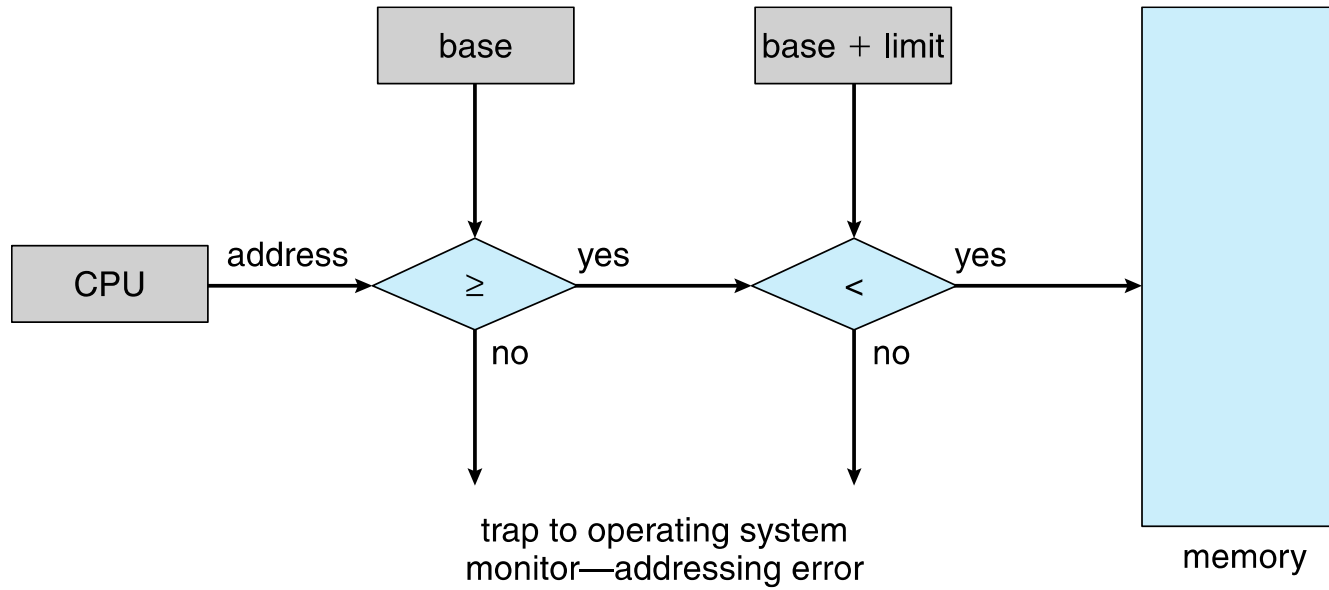 base
base + limit
CPU
address
≥
yes
<
yes
no
no
trap to operating system
monitor—addressing error
memory